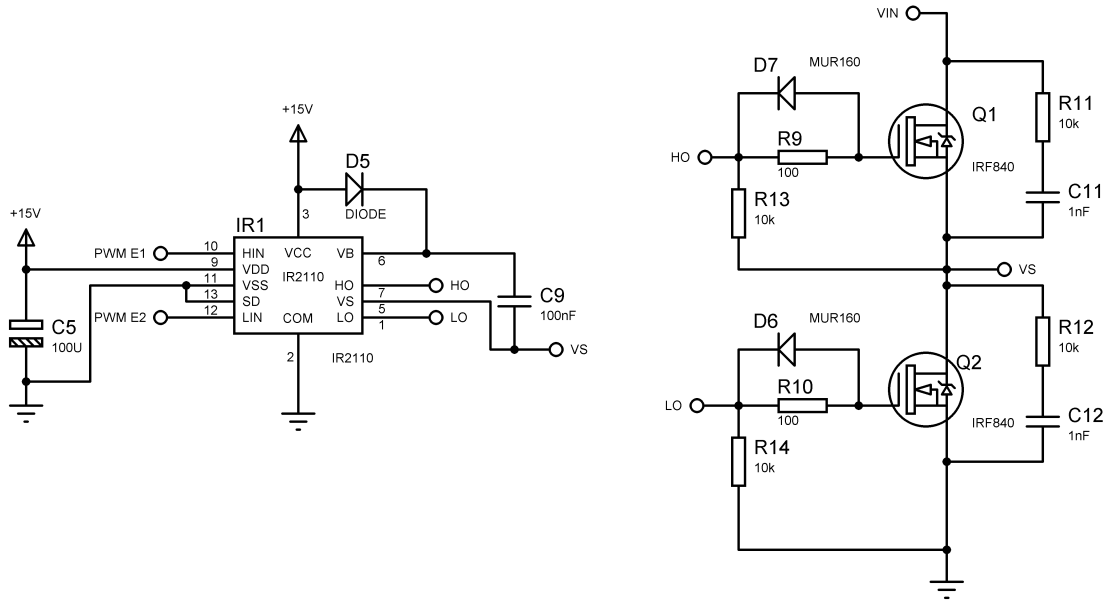 VIN
D7
MUR160
R11
10k
Q1
+15V
R9
HO
100
IRF840
D5
R13
10k
C11
1nF
+15V
DIODE
3
IR1
PWM E1
10
HIN
VCC
VB
6
9
VDD
11
VSS
IR2110
HO
HO
VS
7
C9
100nF
13
SD
VS
5
PWM E2
12
LIN
COM
LO
1
LO
C5
100U
2
IR2110
VS
D6
MUR160
R12
10k
Q2
R10
LO
100
IRF840
C12
1nF
R14
10k